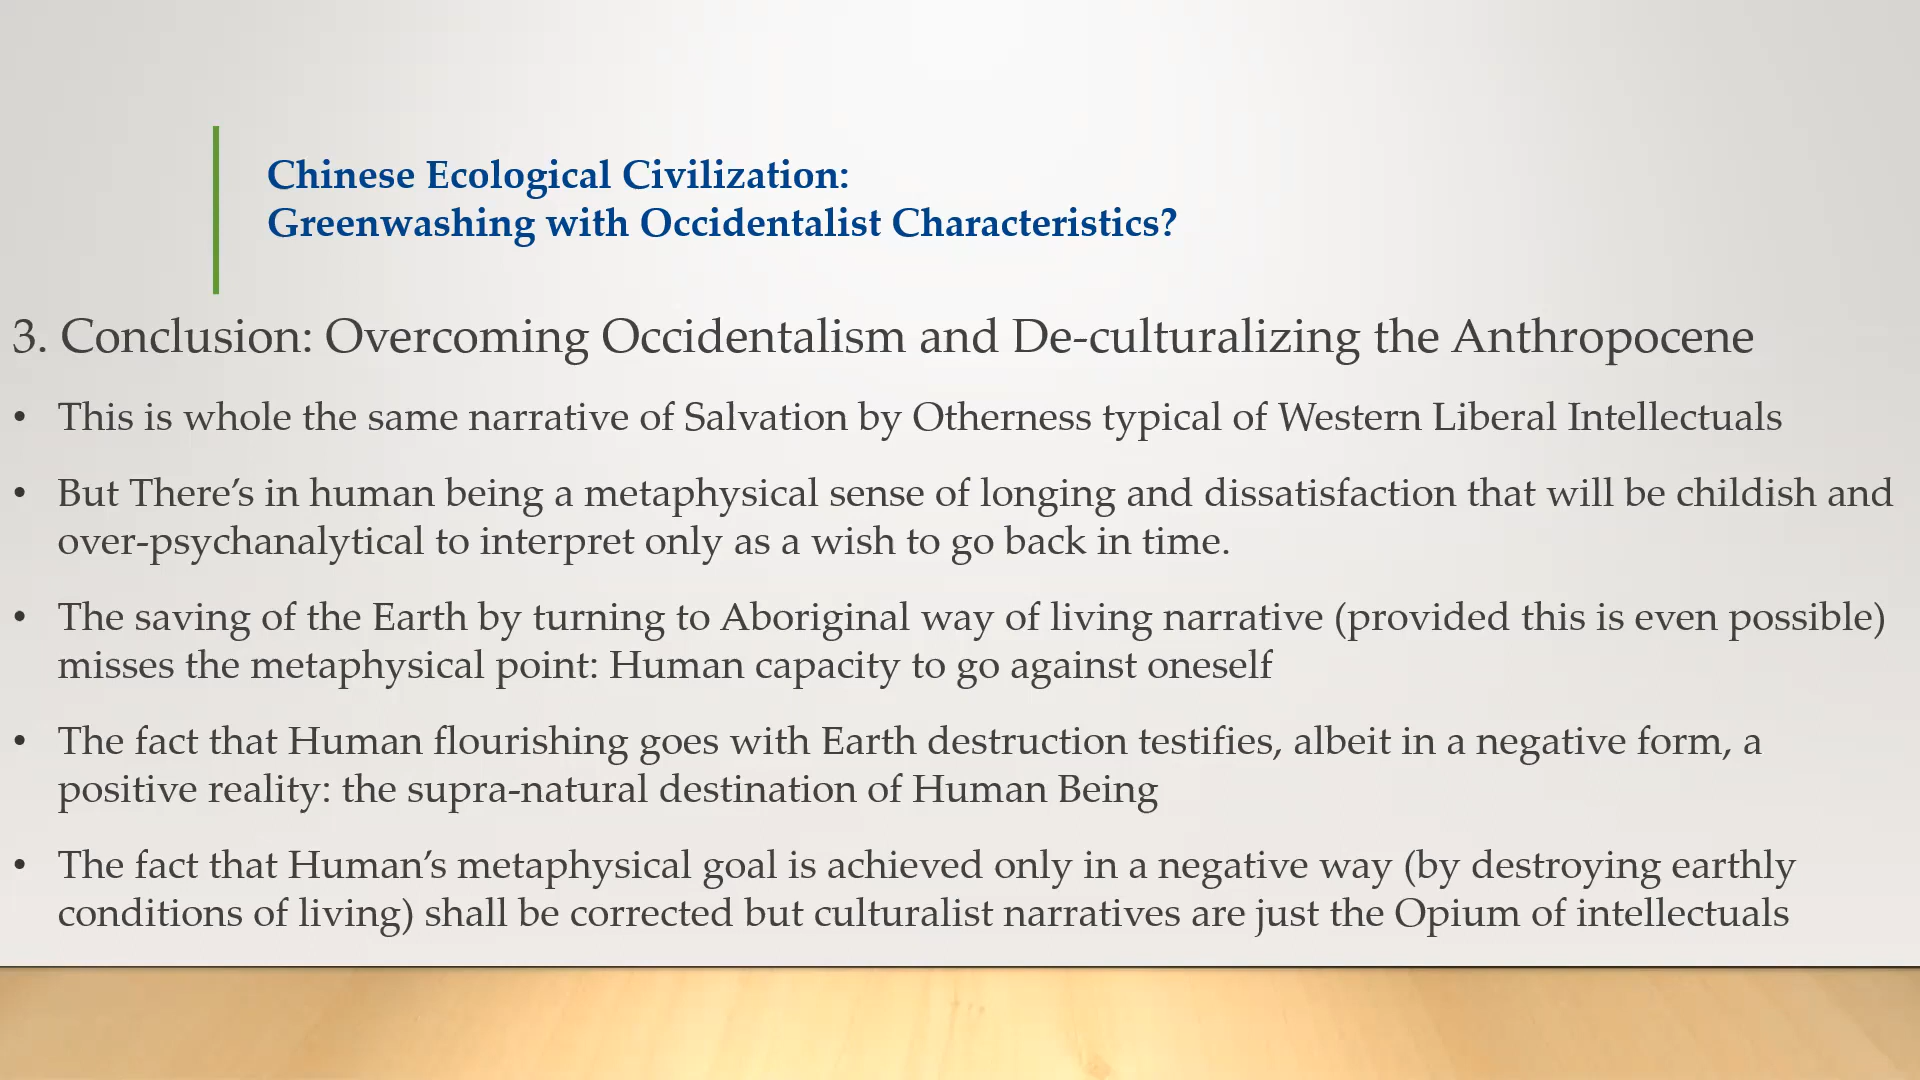 Chinese Ecological Civilization:
Greenwashing with Occidentalist Characteristics?
3. Conclusion: Overcoming Occidentalism and De-culturalizing the Anthropocene
• This is whole the same narrative of Salvation by Otherness typical of Western Liberal Intellectuals
• But There’s in human being a metaphysical sense of longing and dissatisfaction that will be childish and
over-psychanalytical to interpret only as a wish to go back in time.
• The saving of the Earth by turning to Aboriginal way of living narrative (provided this is even possible)
misses the metaphysical point: Human capacity to go against oneself
• The fact that Human flourishing goes with Earth destruction testifies, albeit in a negative form, a
positive reality: the supra-natural destination of Human Being
• The fact that Human’s metaphysical goal is achieved only in a negative way (by destroying earthly
conditions of living) shall be corrected but culturalist narratives are just the Opium of intellectuals